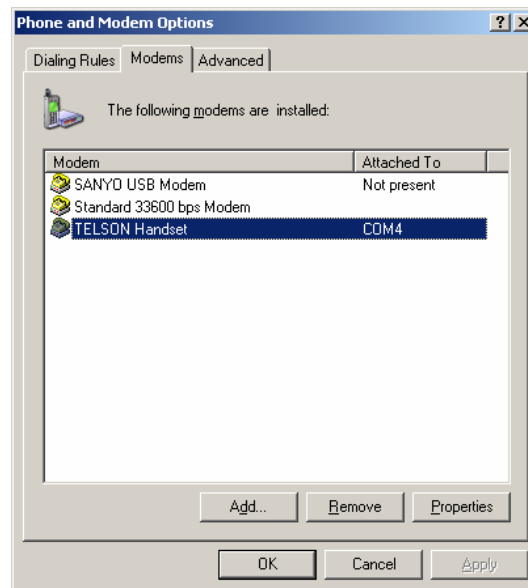 Phone and Modem Options
Dialing Rules Modems Advanced
The following modems are installed:
Modem Attached To
SANYO USB Modem Not present
Standard 33600 bps Modem
TELSON Handset COM4
Add... Remove Properties
OK Cancel Apply